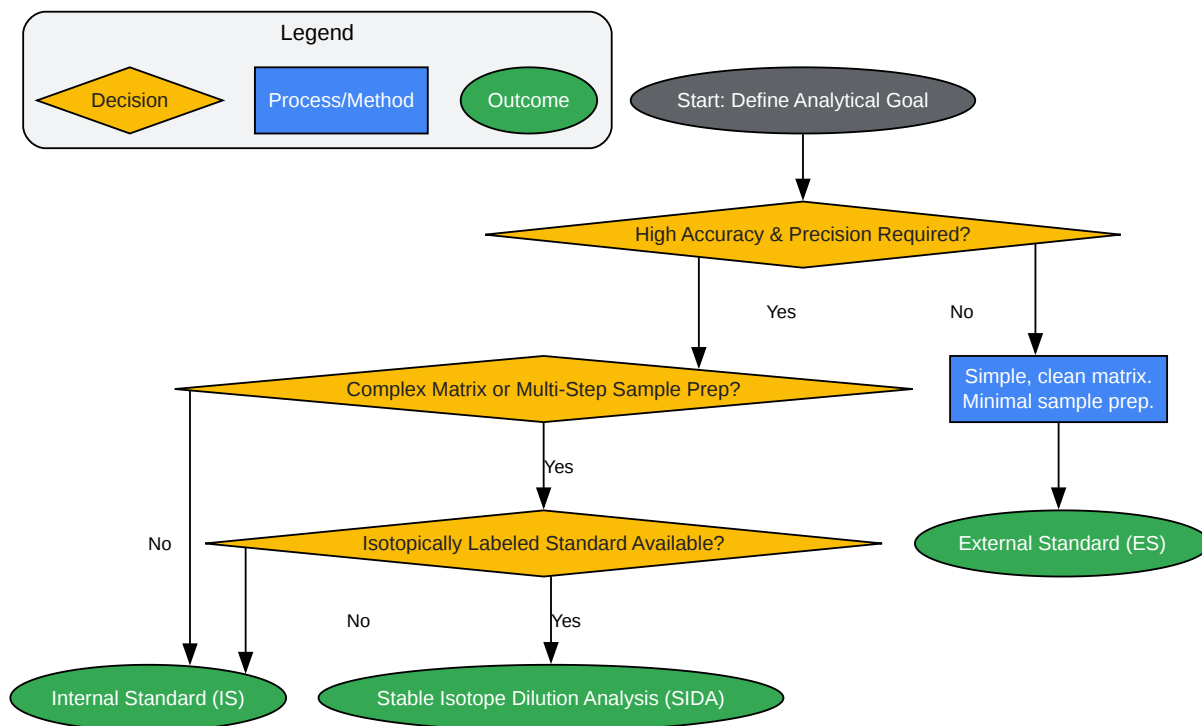 Legend
Decision
Process/Method
Outcome
Start: Define Analytical Goal
High Accuracy & Precision Required?
Yes
No
Complex Matrix or Multi-Step Sample Prep?
Simple, clean matrix.
Minimal sample prep.
Yes
No
Isotopically Labeled Standard Available?
External Standard (ES)
No
Yes
Internal Standard (IS)
Stable Isotope Dilution Analysis (SIDA)